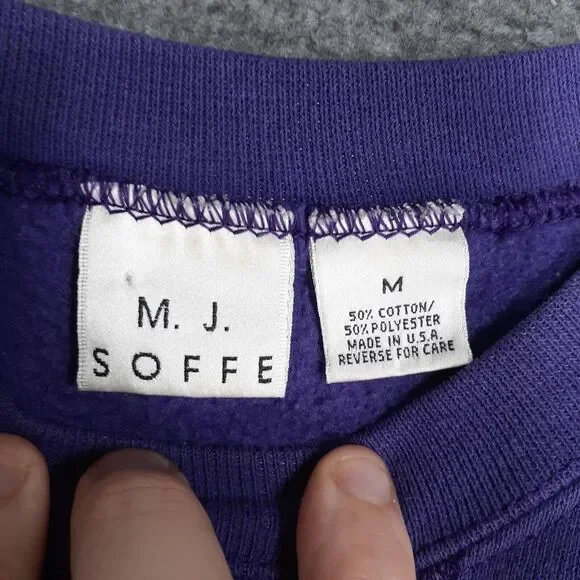 M. J.
SOFFE
M
50% COTTON/
50% POLYESTER
MADE IN U.S.A.
REVERSE FOR CARE